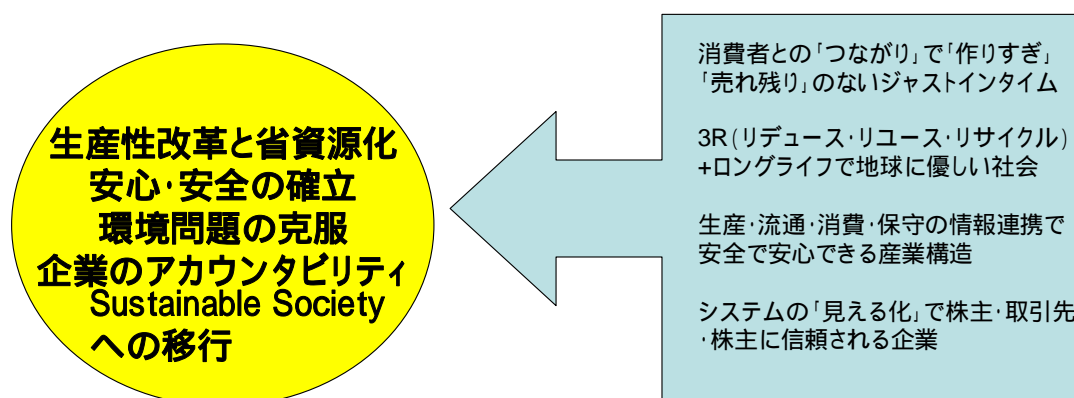 生産性改革と省資源化
安心・安全の確立
環境問題の克服
企業のアカウンタビリティ
Sustainable Society
への移行
消費者との「つながり」で「作りすぎ」
「売れ残り」のないジャストインタイム
3R(リデュース・リユース・リサイクル)
+ロングライフで地球に優しい社会
生産・流通・消費・保守の情報連携で
安全で安心できる産業構造
システムの「見える化」で株主・取引先
・株主に信頼される企業